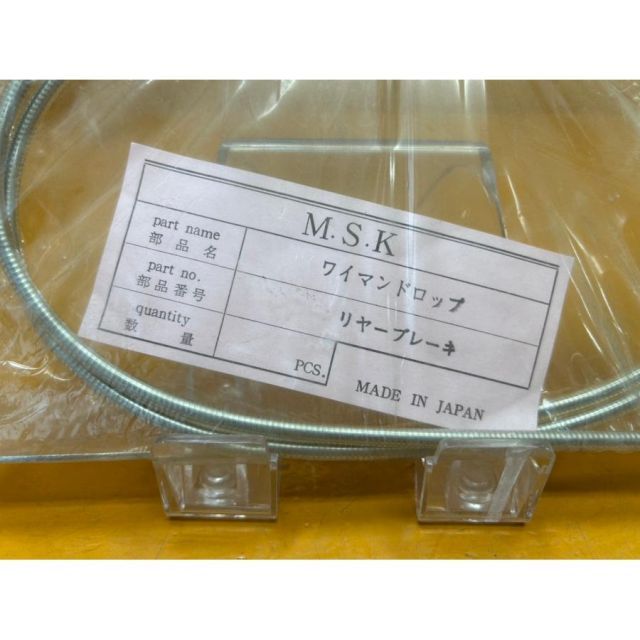 M.S.K
part name
部品名
ワイマンドロップ
part no.
部品番号
リヤーブレーキ
quantity
数量
PCS.
MADE IN JAPAN